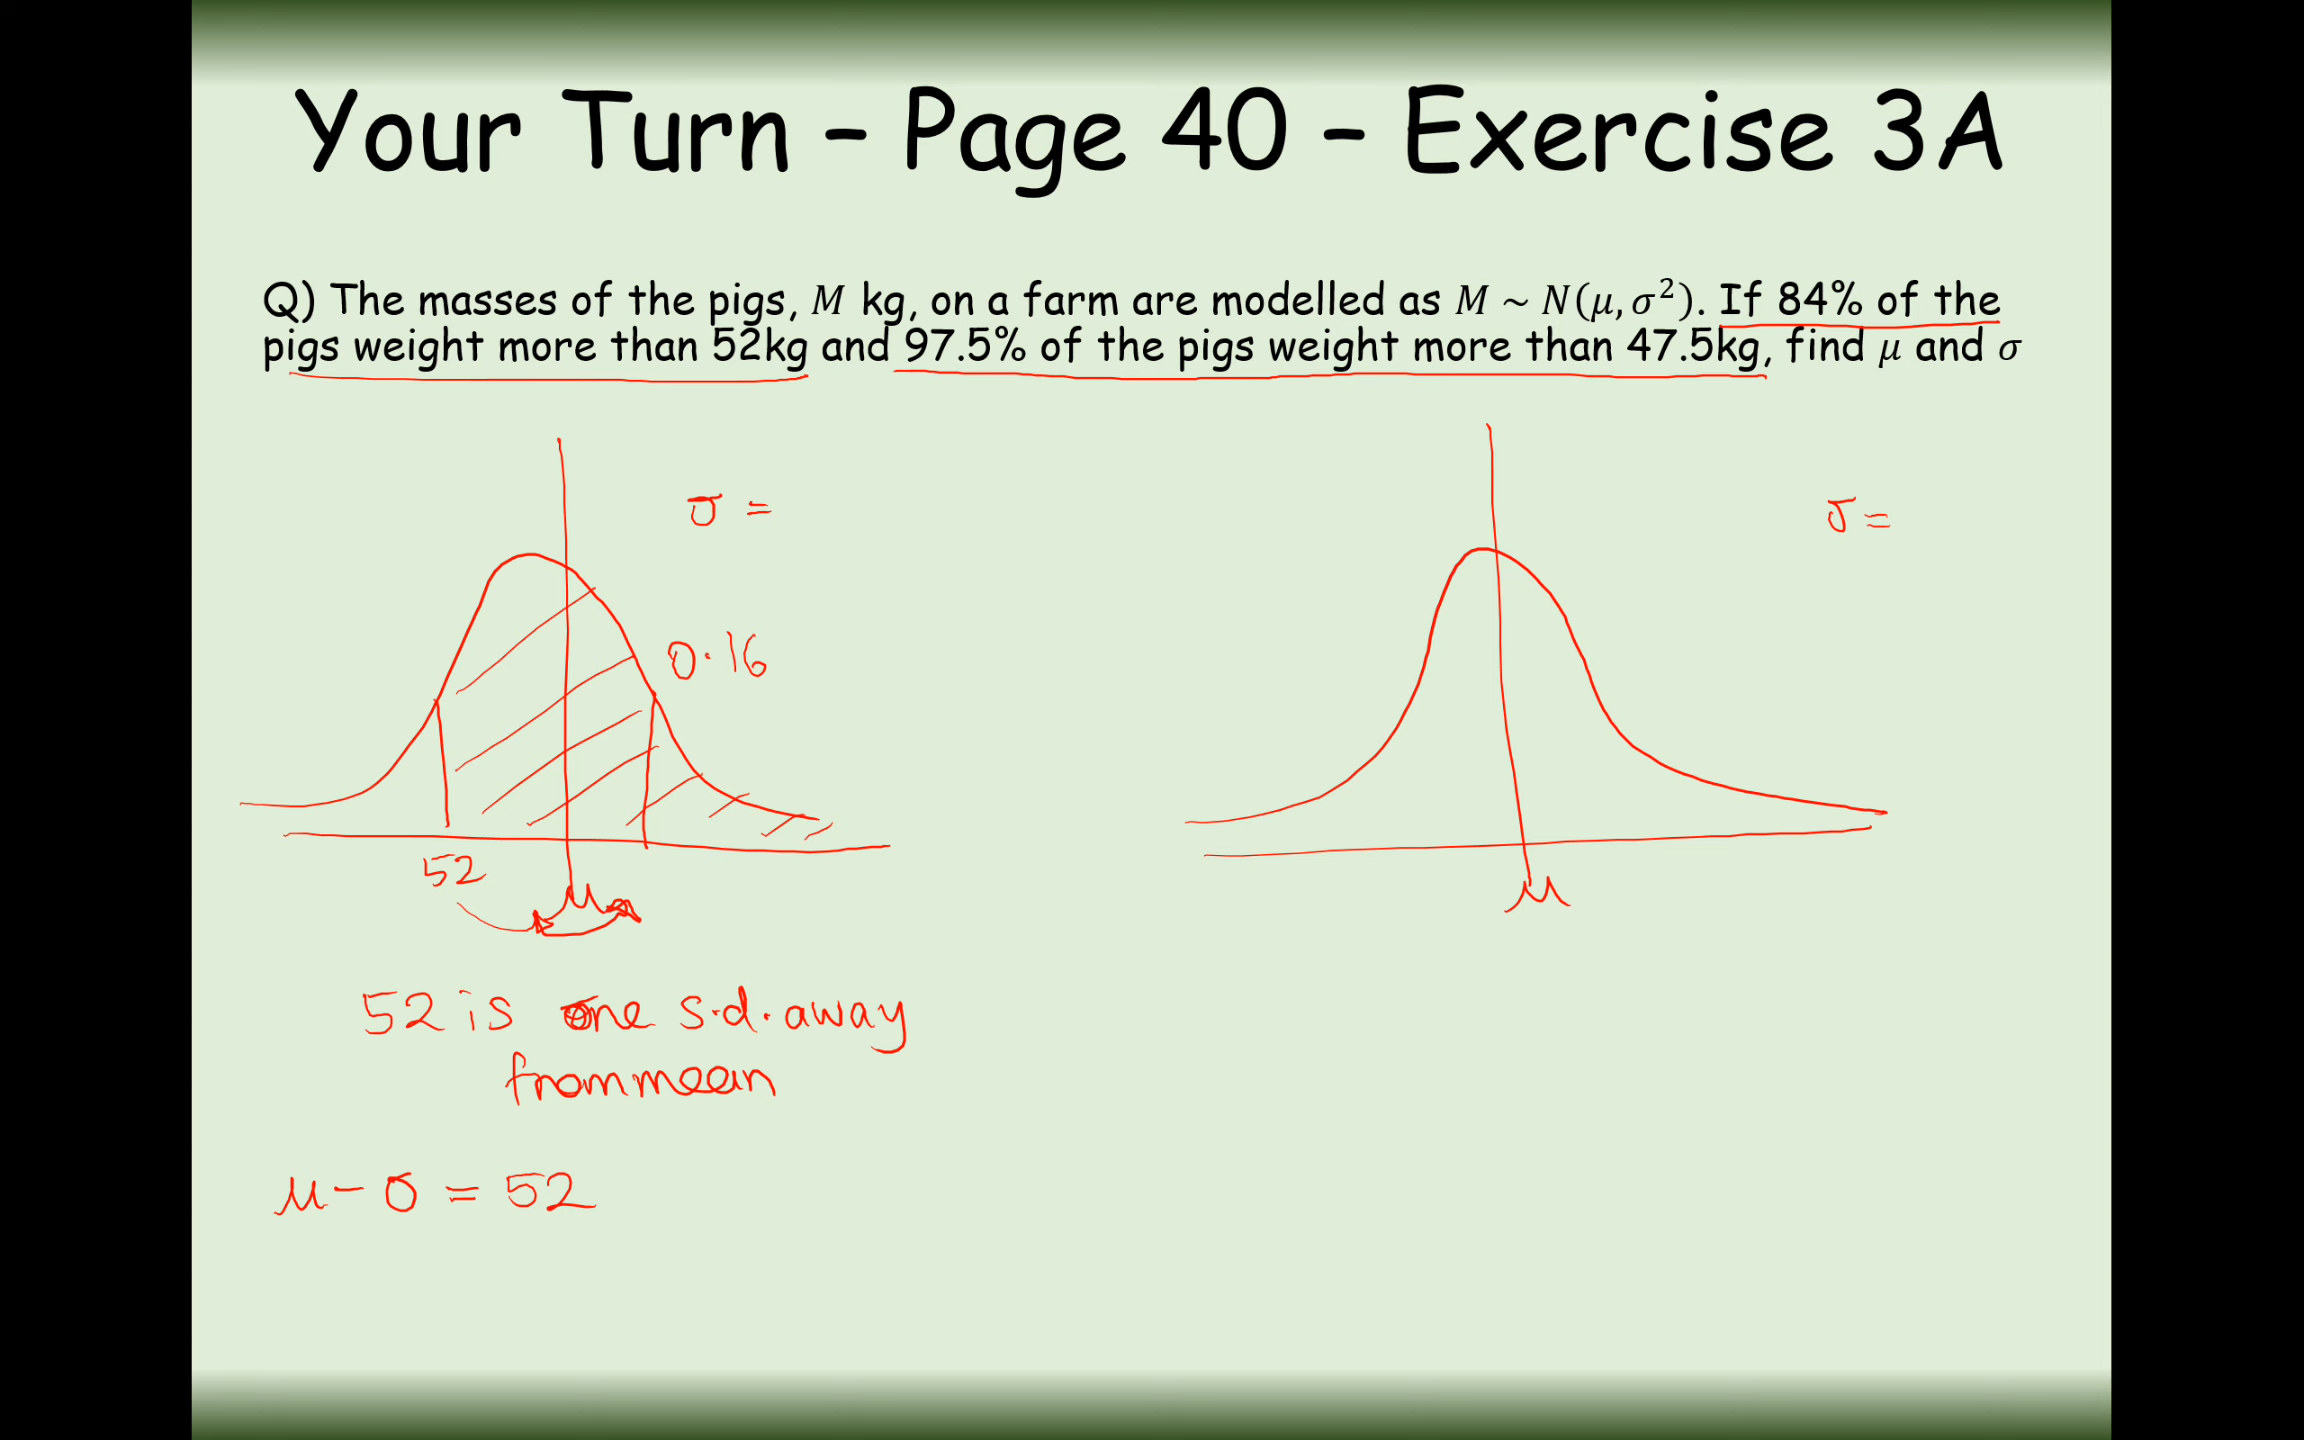 Your Turn – Page 40 – Exercise 3A
Q) The masses of the pigs, M kg, on a farm are modelled as M ~ N(μ, σ²). If 84% of the
pigs weight more than 52kg and 97.5% of the pigs weight more than 47.5kg, find μ and σ
σ =
σ =
0.16
52
μ
μ
52 is one s.d. away
from mean
μ - σ = 52